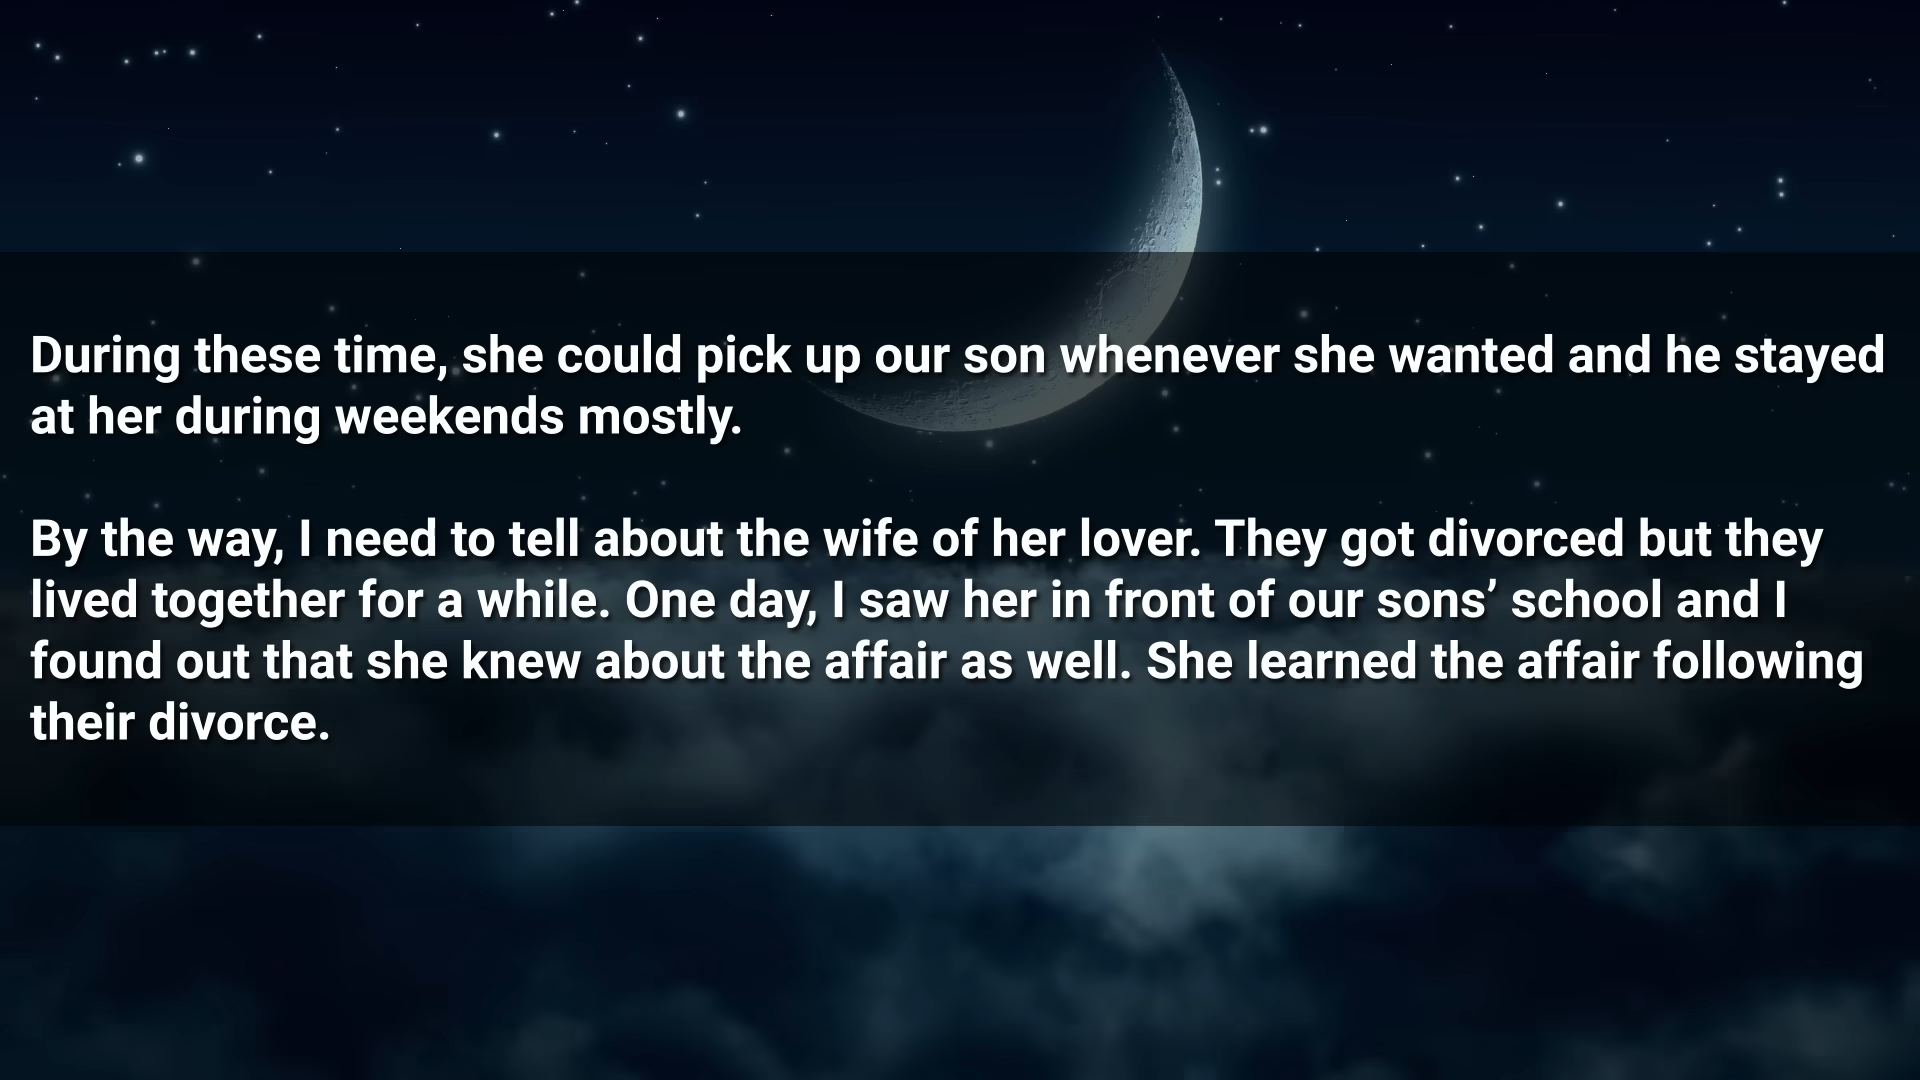 During these time, she could pick up our son whenever she wanted and he stayed
at her during weekends mostly.
By the way, I need to tell about the wife of her lover. They got divorced but they
lived together for a while. One day, I saw her in front of our sons’ school and I
found out that she knew about the affair as well. She learned the affair following
their divorce.